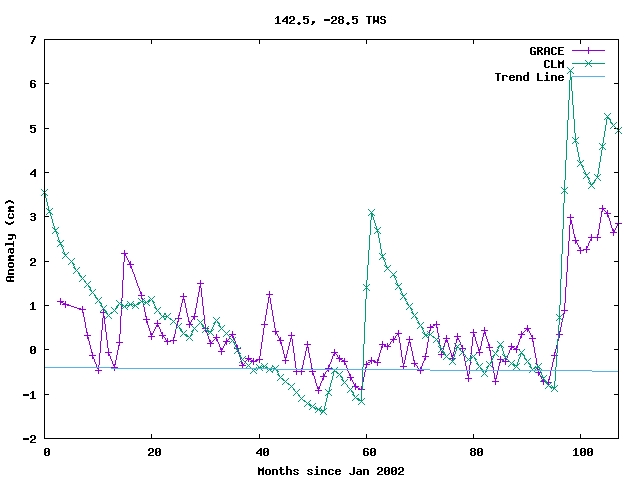 142.5, -28.5 TWS
GRACE
CLM
Trend Line
7
6
5
4
3
2
1
0
-1
-2
Anomaly (cm)
0 20 40 60 80 100
Months since Jan 2002